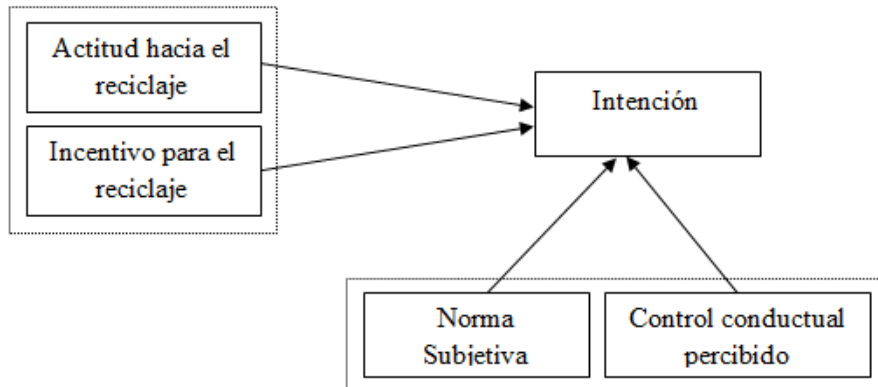 Actitud hacia el
reciclaje
Incentivo para el
reciclaje
Intención
Norma
Subjetiva
Control conductual
percibido